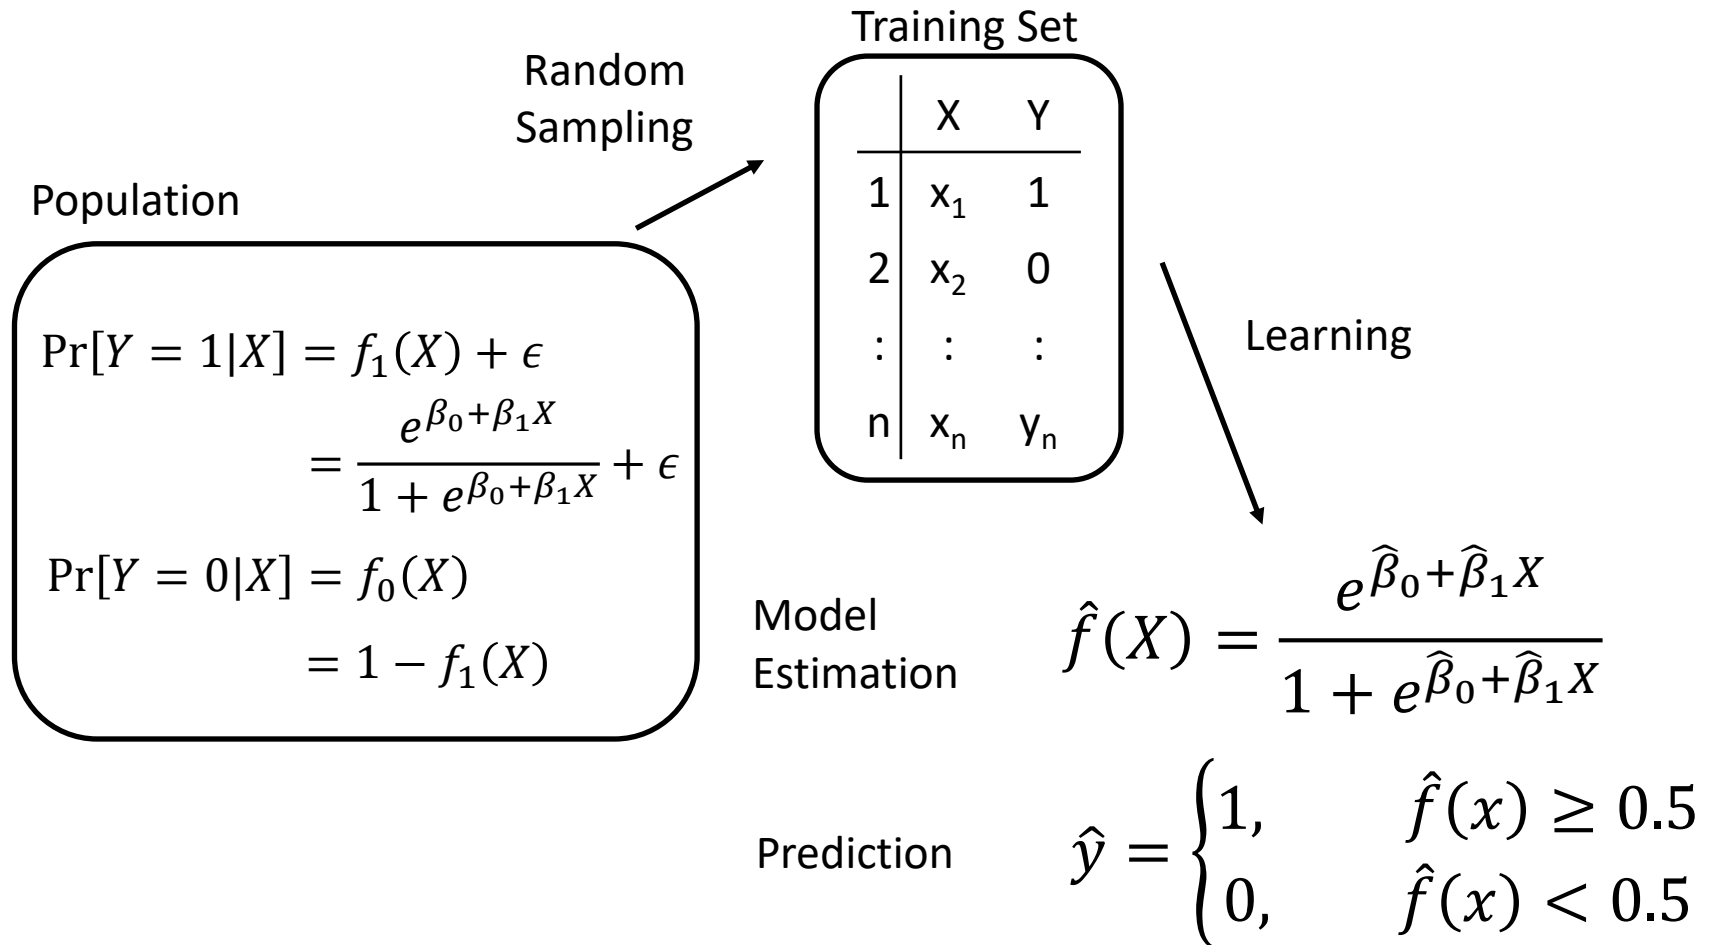 Training Set
Random
Sampling
X Y
1 x₁ 1
2 x₂ 0
: : :
n xₙ yₙ
Population
Pr[Y = 1|X] = f₁(X) + ϵ
= e^{β₀+β₁X} / (1 + e^{β₀+β₁X}) + ϵ
Pr[Y = 0|X] = f₀(X)
= 1 − f₁(X)
Learning
Model
Estimation
f̂(X) = e^{β̂₀+β̂₁X} / (1 + e^{β̂₀+β̂₁X})
Prediction
ŷ = { 1, f̂(x) ≥ 0.5
0, f̂(x) < 0.5